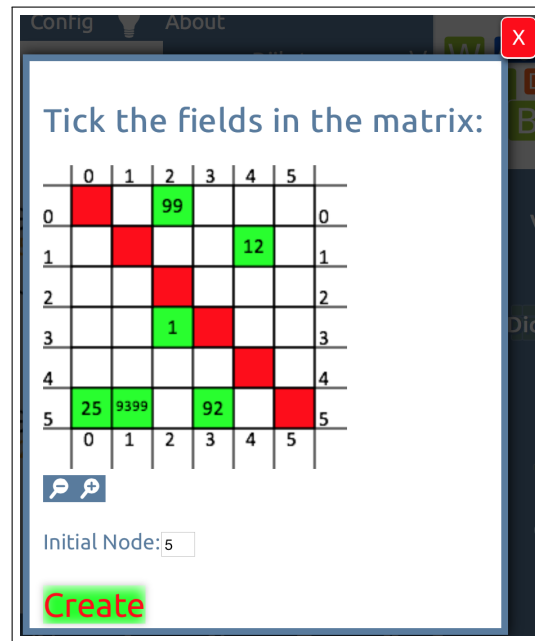 Config About
X
W
B
Tick the fields in the matrix:
0 1 2 3 4 5
0 99 0
1 12 1
2 2
3 1 3
4 4
5 25 9399 92 5
0 1 2 3 4 5
Dic
Initial Node: 5
Create